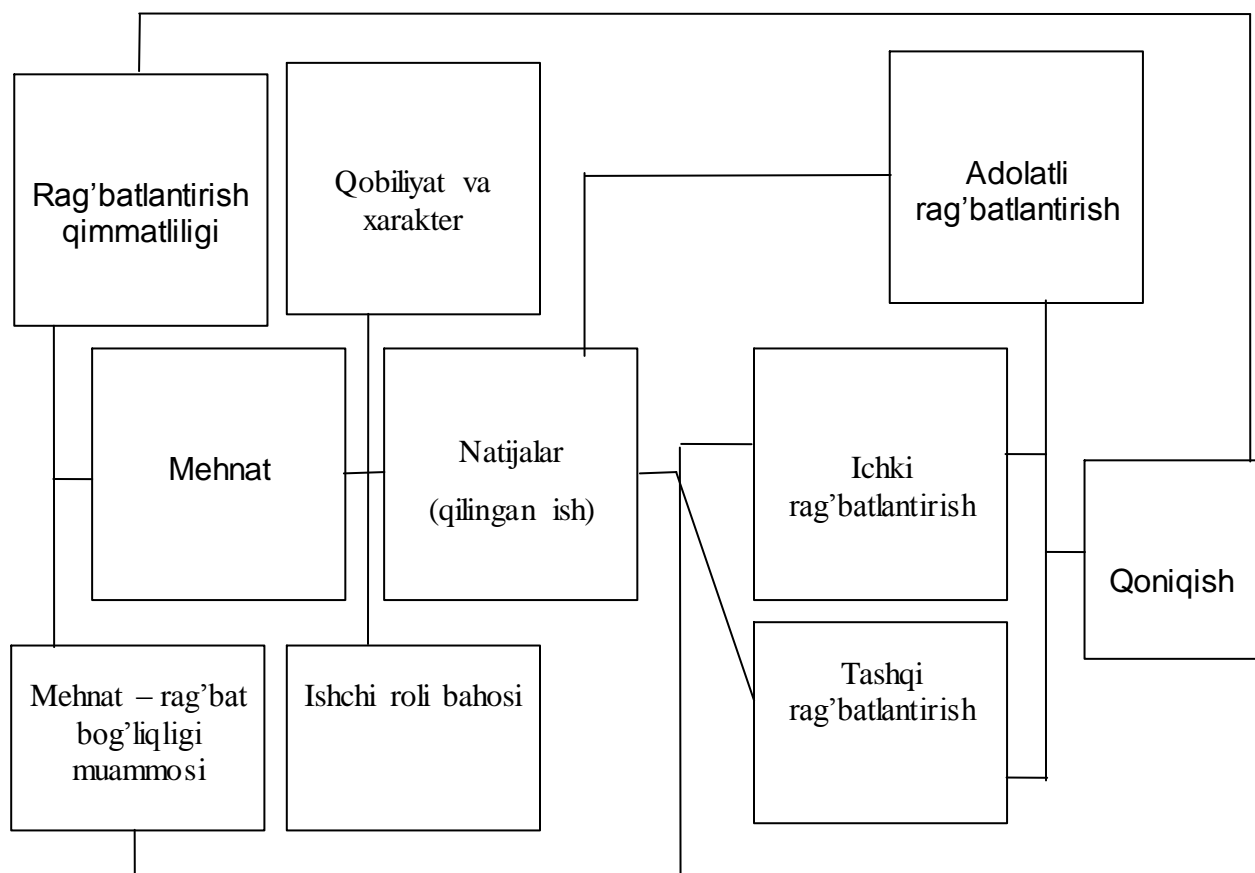 Rag’batlantirish
qimmatliligi
Qobiliyat va
xarakter
Adolatli
rag’batlantirish
Mehnat
Natijalar
(qilingan ish)
Ichki
rag’batlantirish
Qoniqish
Mehnat – rag’bat
bog’liqligi
muammosi
Ishchi roli bahosi
Tashqi
rag’batlantirish